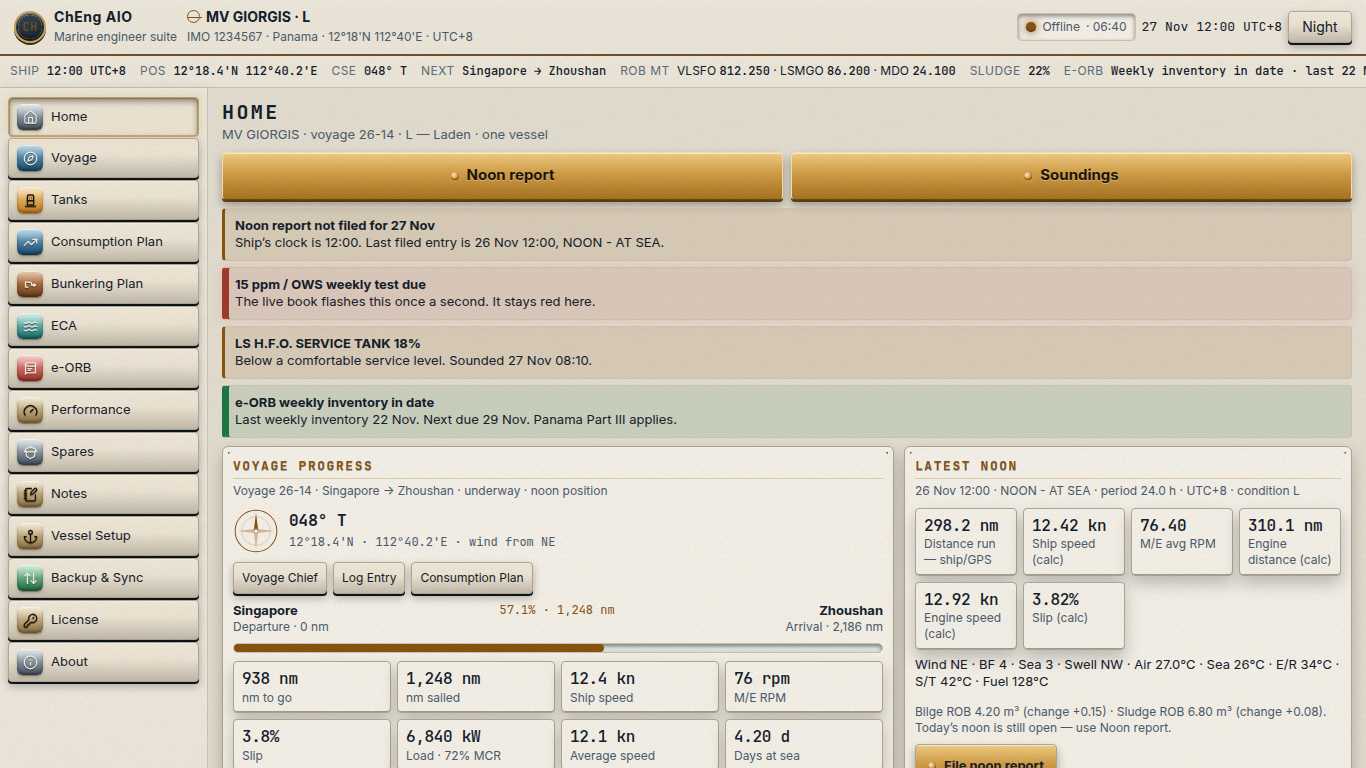 CH
ChEng AIO
Marine engineer suite
MV GIORGIS · L
IMO 1234567 · Panama · 12°18'N 112°40'E · UTC+8
Offline · 06:40
27 Nov 12:00 UTC+8
Night
SHIP 12:00 UTC+8 POS 12°18.4'N 112°40.2'E CSE 048° T NEXT Singapore → Zhoushan ROB MT VLSFO 812.250 · LSMGO 86.200 · MDO 24.100 SLUDGE 22% E-ORB Weekly inventory in date · last 22 N
Home
Voyage
Tanks
Consumption Plan
Bunkering Plan
ECA
e-ORB
Performance
Spares
Notes
Vessel Setup
Backup & Sync
License
About
HOME
MV GIORGIS · voyage 26-14 · L — Laden · one vessel
Noon report
Soundings
Noon report not filed for 27 Nov
Ship's clock is 12:00. Last filed entry is 26 Nov 12:00, NOON - AT SEA.
15 ppm / OWS weekly test due
The live book flashes this once a second. It stays red here.
LS H.F.O. SERVICE TANK 18%
Below a comfortable service level. Sounded 27 Nov 08:10.
e-ORB weekly inventory in date
Last weekly inventory 22 Nov. Next due 29 Nov. Panama Part III applies.
VOYAGE PROGRESS
Voyage 26-14 · Singapore → Zhoushan · underway · noon position
048° T
12°18.4'N · 112°40.2'E · wind from NE
Voyage Chief
Log Entry
Consumption Plan
Singapore
Departure · 0 nm
57.1% · 1,248 nm
Zhoushan
Arrival · 2,186 nm
938 nm
nm to go
1,248 nm
nm sailed
12.4 kn
Ship speed
76 rpm
M/E RPM
3.8%
Slip
6,840 kW
Load · 72% MCR
12.1 kn
Average speed
4.20 d
Days at sea
LATEST NOON
26 Nov 12:00 · NOON - AT SEA · period 24.0 h · UTC+8 · condition L
298.2 nm
Distance run
— ship/GPS
12.42 kn
Ship speed
(calc)
76.40
M/E avg RPM
310.1 nm
Engine
distance (calc)
12.92 kn
Engine speed
(calc)
3.82%
Slip (calc)
Wind NE · BF 4 · Sea 3 · Swell NW · Air 27.0°C · Sea 26°C · E/R 34°C ·
S/T 42°C · Fuel 128°C
Bilge ROB 4.20 m³ (change +0.15) · Sludge ROB 6.80 m³ (change +0.08).
Today's noon is still open — use Noon report.
File noon report